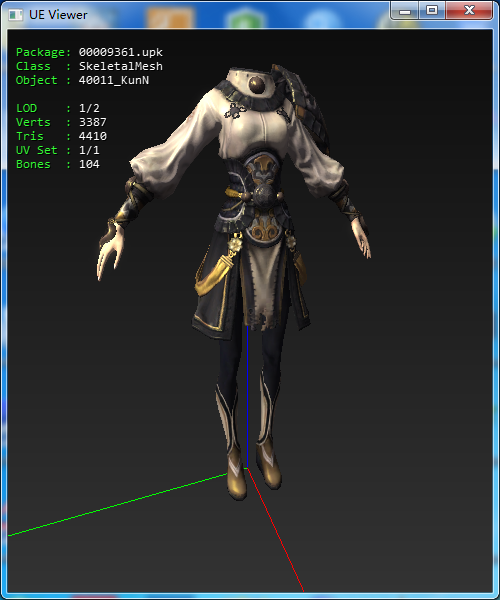 UE Viewer
Package: 00009361.upk
Class : SkeletalMesh
Object : 40011_KunN
LOD : 1/2
Verts : 3387
Tris : 4410
UV Set : 1/1
Bones : 104